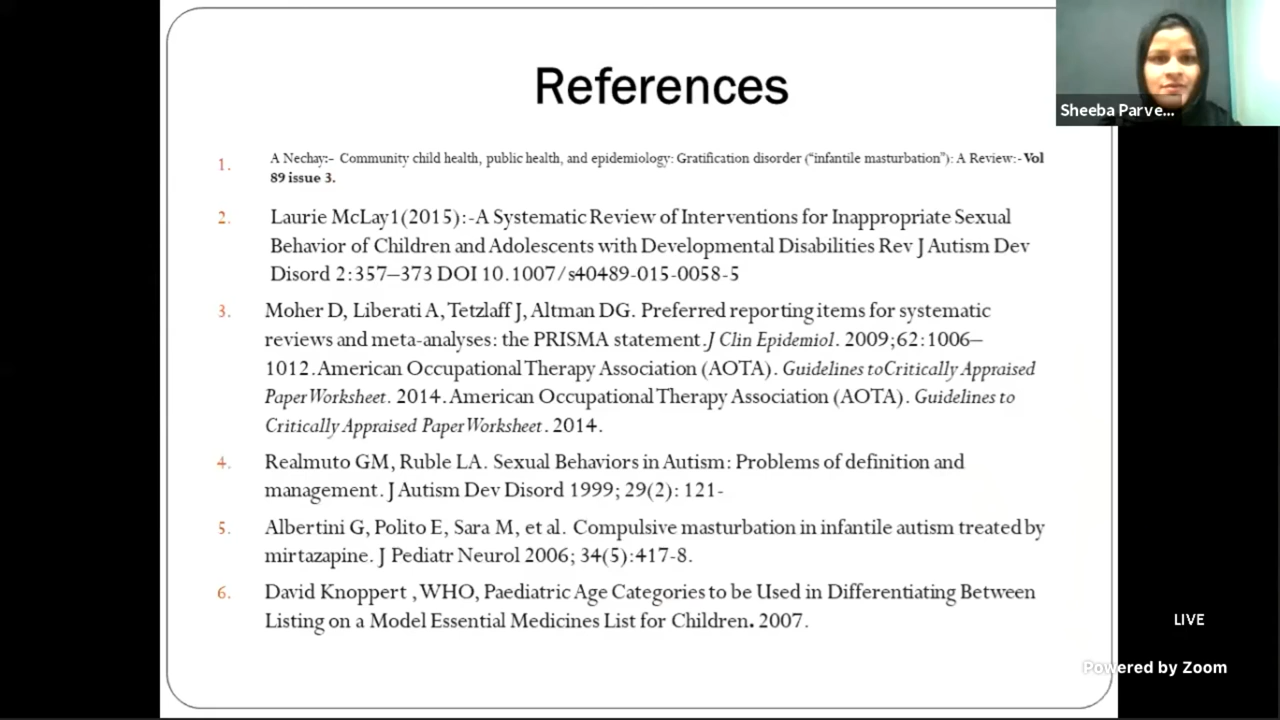 References
1. A Nechay:- Community child health, public health, and epidemiology: Gratification disorder (“infantile masturbation”): A Review:- Vol
89 issue 3.
2. Laurie McLay1(2015):-A Systematic Review of Interventions for Inappropriate Sexual
Behavior of Children and Adolescents with Developmental Disabilities Rev J Autism Dev
Disord 2:357–373 DOI 10.1007/s40489-015-0058-5
3. Moher D, Liberati A, Tetzlaff J, Altman DG. Preferred reporting items for systematic
reviews and meta-analyses: the PRISMA statement. J Clin Epidemiol. 2009;62:1006–
1012. American Occupational Therapy Association (AOTA). Guidelines to Critically Appraised
Paper Worksheet. 2014. American Occupational Therapy Association (AOTA). Guidelines to
Critically Appraised Paper Worksheet. 2014.
4. Realmuto GM, Ruble LA. Sexual Behaviors in Autism: Problems of definition and
management. J Autism Dev Disord 1999; 29(2): 121-
5. Albertini G, Polito E, Sara M, et al. Compulsive masturbation in infantile autism treated by
mirtazapine. J Pediatr Neurol 2006; 34(5):417-8.
6. David Knoppert , WHO, Paediatric Age Categories to be Used in Differentiating Between
Listing on a Model Essential Medicines List for Children. 2007.
Sheeba Parve...
LIVE
Powered by Zoom